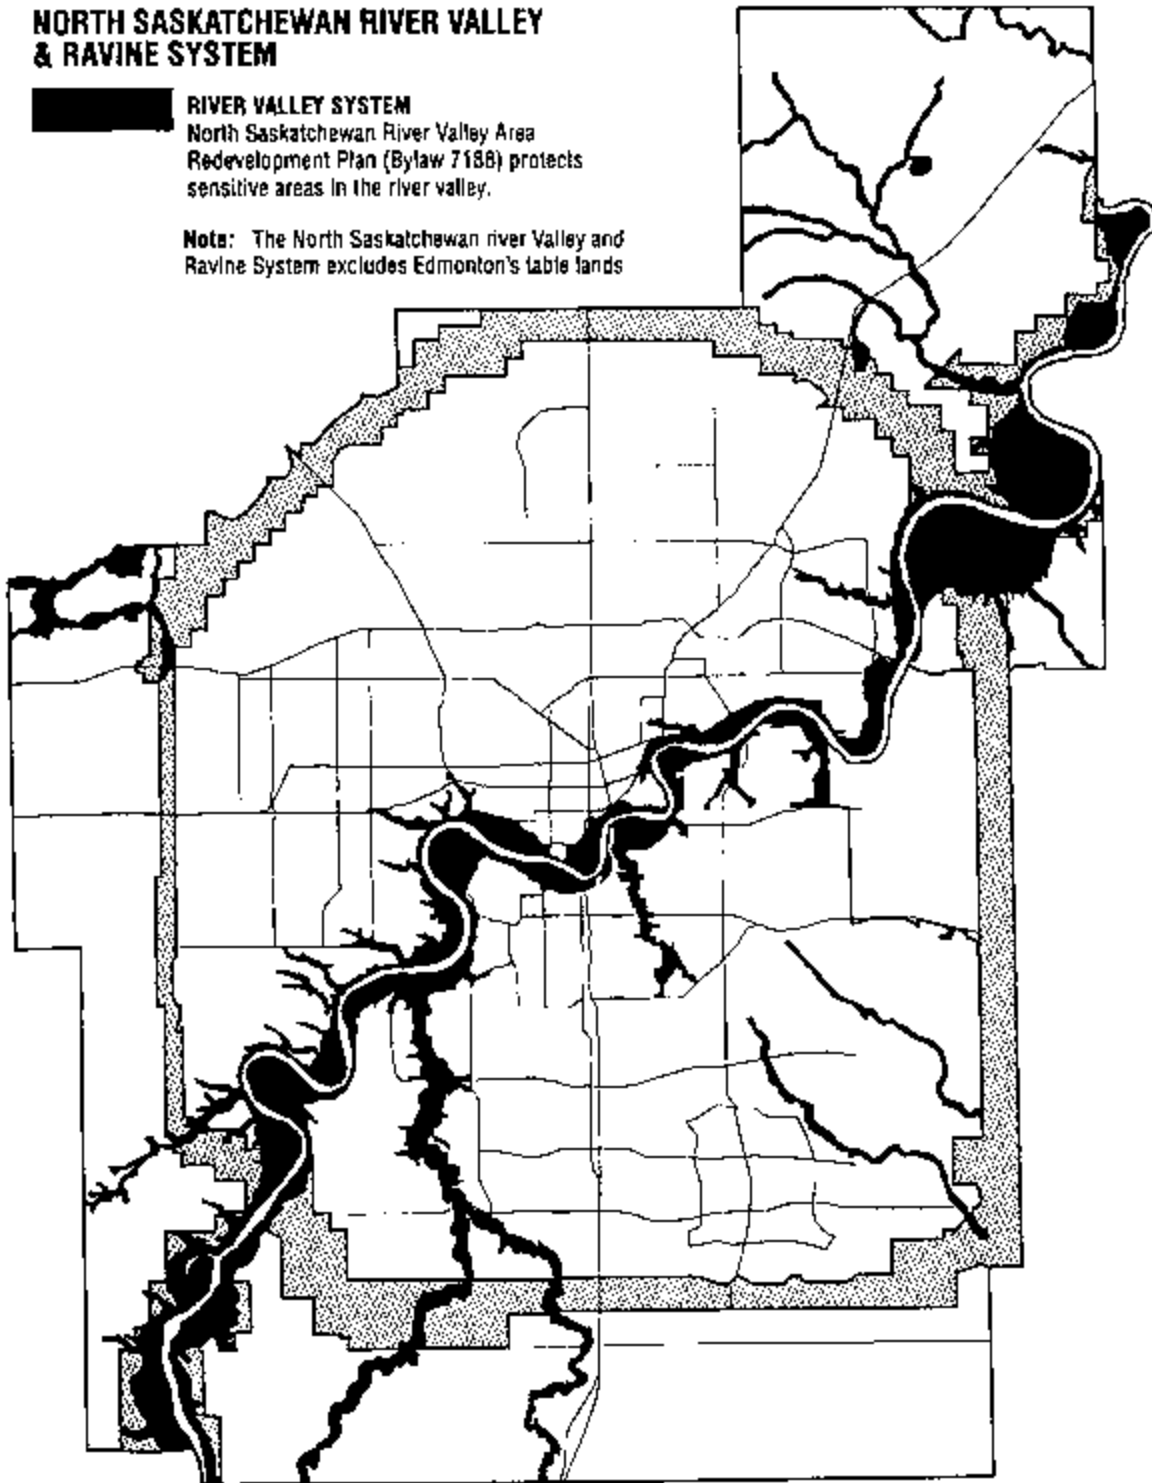 NORTH SASKATCHEWAN RIVER VALLEY
& RAVINE SYSTEM
RIVER VALLEY SYSTEM
North Saskatchewan River Valley Area
Redevelopment Plan (Bylaw 7188) protects
sensitive areas in the river valley.
Note: The North Saskatchewan river Valley and
Ravine System excludes Edmonton's table lands